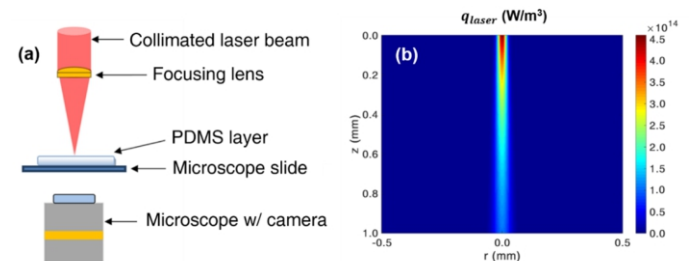 (a)
Collimated laser beam
Focusing lens
PDMS layer
Microscope slide
Microscope w/ camera
q_laser (W/m³)
(b)
×10¹⁴
4.5
4.0
3.5
3.0
2.5
2.0
1.5
1.0
0.5
0.0
0.0
0.2
0.4
0.6
0.8
1.0
z (mm)
-0.5
0.0
0.5
r (mm)